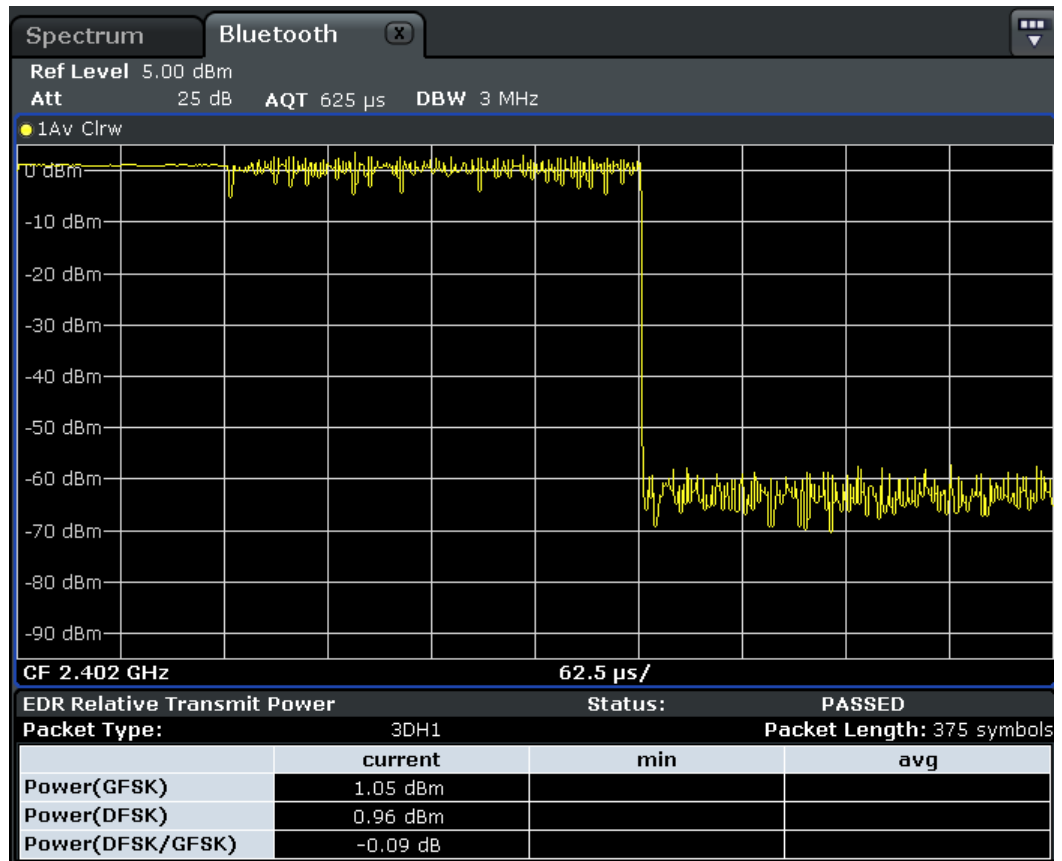 Spectrum Bluetooth X
Ref Level 5.00 dBm
Att 25 dB AQT 625 µs DBW 3 MHz
1Av Clrw
0 dBm
-10 dBm
-20 dBm
-30 dBm
-40 dBm
-50 dBm
-60 dBm
-70 dBm
-80 dBm
-90 dBm
CF 2.402 GHz 62.5 µs/
EDR Relative Transmit Power Status: PASSED
Packet Type: 3DH1 Packet Length: 375 symbols
current min avg
Power(GFSK) 1.05 dBm
Power(DFSK) 0.96 dBm
Power(DFSK/GFSK) -0.09 dB